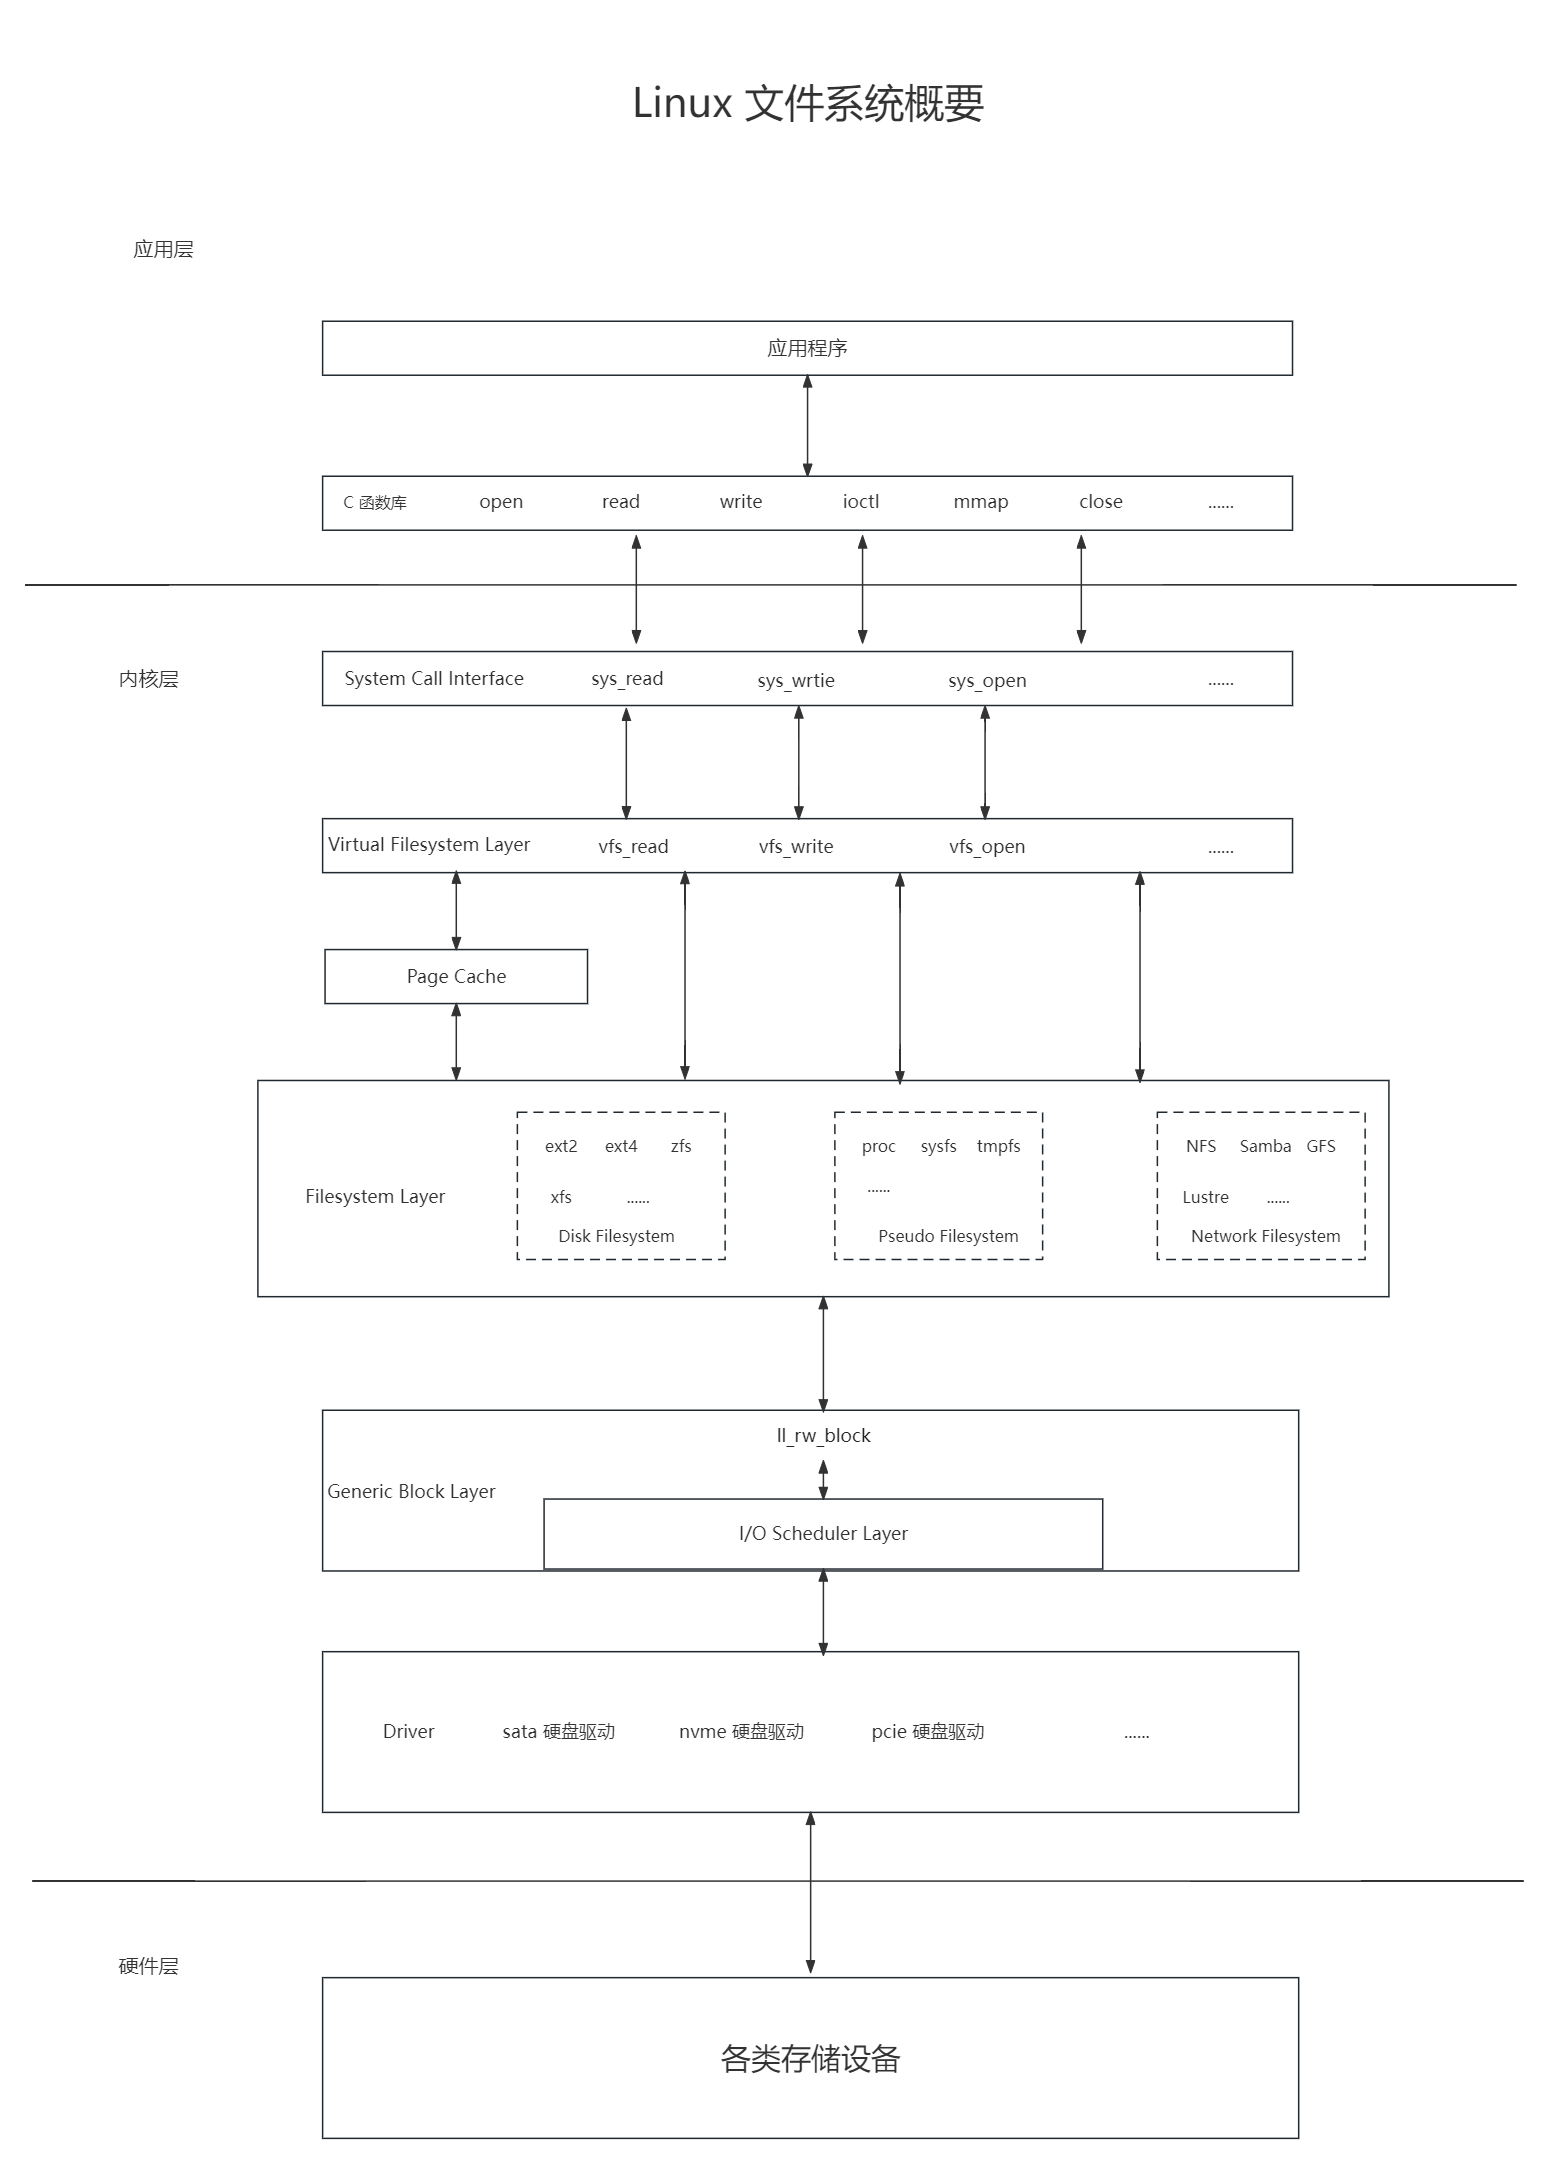 Linux 文件系统概要
应用层
应用程序
C 函数库 open read write ioctl mmap close ......
内核层
System Call Interface sys_read sys_wrtie sys_open ......
Virtual Filesystem Layer vfs_read vfs_write vfs_open ......
Page Cache
Filesystem Layer
ext2 ext4 zfs
xfs ......
Disk Filesystem
proc sysfs tmpfs
......
Pseudo Filesystem
NFS Samba GFS
Lustre ......
Network Filesystem
ll_rw_block
Generic Block Layer
I/O Scheduler Layer
Driver sata 硬盘驱动 nvme 硬盘驱动 pcie 硬盘驱动 ......
硬件层
各类存储设备